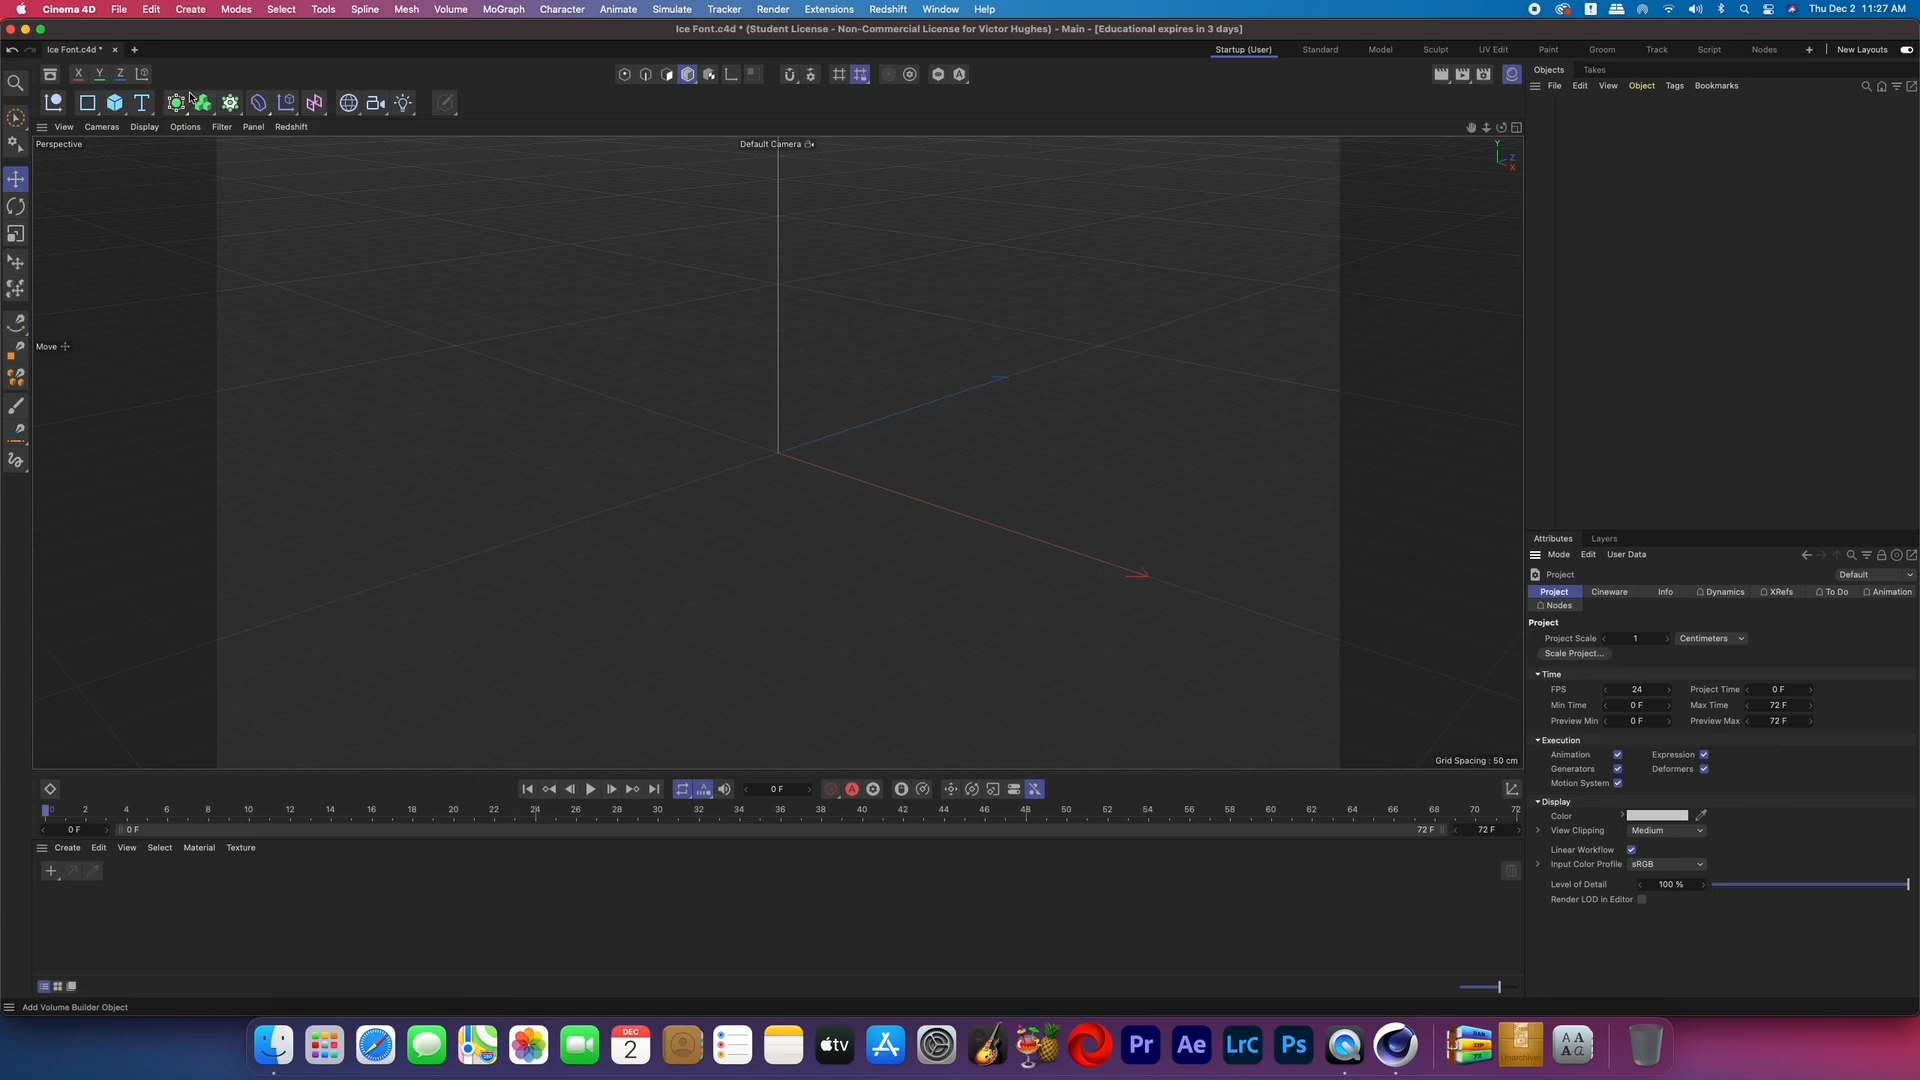 Cinema 4D File Edit Create Modes Select Tools Spline Mesh Volume MoGraph Character Animate Simulate Tracker Render Extensions Redshift Window Help Thu Dec 2 11:27 AM
Ice Font.c4d * (Student License - Non-Commercial License for Victor Hughes) - Main - [Educational expires in 3 days]
Ice Font.c4d * Startup (User) Standard Model Sculpt UV Edit Paint Groom Track Script Nodes New Layouts
Objects Takes
X Y Z
File Edit View Object Tags Bookmarks
View Cameras Display Options Filter Panel Redshift
Perspective Default Camera
Y Z X
Move
Grid Spacing : 50 cm
Attributes Layers
Mode Edit User Data
Project Default
Project Cineware Info Dynamics XRefs To Do Animation
Nodes
Project
Project Scale 1 Centimeters
Scale Project...
Time
FPS 24 Project Time 0 F
Min Time 0 F Max Time 72 F
Preview Min 0 F Preview Max 72 F
Execution
Animation Expression
Generators Deformers
Motion System
Display
Color
View Clipping Medium
Linear Workflow
Input Color Profile sRGB
Level of Detail 100 %
Render LOD in Editor
0 F
0 2 4 6 8 10 12 14 16 18 20 22 24 26 28 30 32 34 36 38 40 42 44 46 48 50 52 54 56 58 60 62 64 66 68 70 72
0 F 0 F 72 F 72 F
Create Edit View Select Material Texture
Add Volume Builder Object
DEC
2
tv
Pr Ae LrC Ps